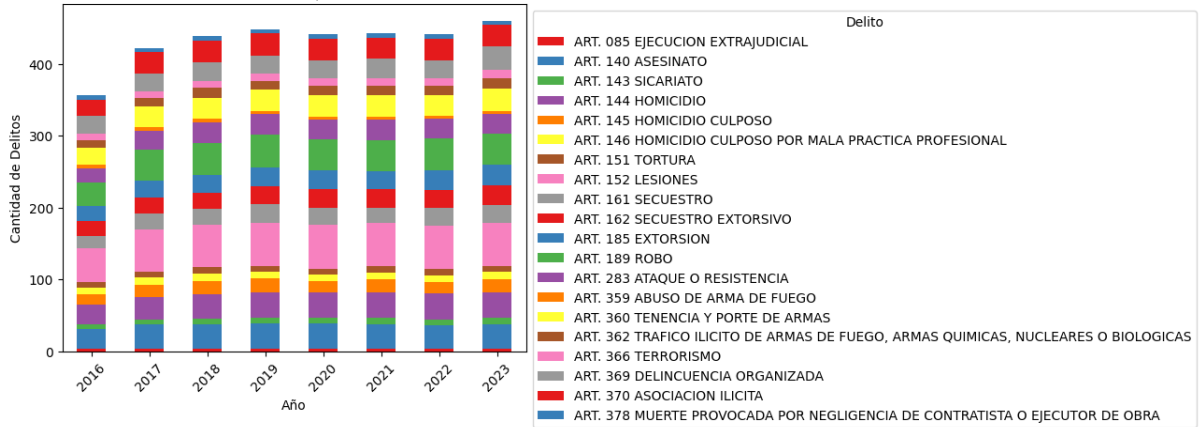 Cantidad de Delitos
400
300
200
100
0
2016
2017
2018
2019
2020
2021
2022
2023
Año
Delito
ART. 085 EJECUCION EXTRAJUDICIAL
ART. 140 ASESINATO
ART. 143 SICARIATO
ART. 144 HOMICIDIO
ART. 145 HOMICIDIO CULPOSO
ART. 146 HOMICIDIO CULPOSO POR MALA PRACTICA PROFESIONAL
ART. 151 TORTURA
ART. 152 LESIONES
ART. 161 SECUESTRO
ART. 162 SECUESTRO EXTORSIVO
ART. 185 EXTORSION
ART. 189 ROBO
ART. 283 ATAQUE O RESISTENCIA
ART. 359 ABUSO DE ARMA DE FUEGO
ART. 360 TENENCIA Y PORTE DE ARMAS
ART. 362 TRAFICO ILICITO DE ARMAS DE FUEGO, ARMAS QUIMICAS, NUCLEARES O BIOLOGICAS
ART. 366 TERRORISMO
ART. 369 DELINCUENCIA ORGANIZADA
ART. 370 ASOCIACION ILICITA
ART. 378 MUERTE PROVOCADA POR NEGLIGENCIA DE CONTRATISTA O EJECUTOR DE OBRA